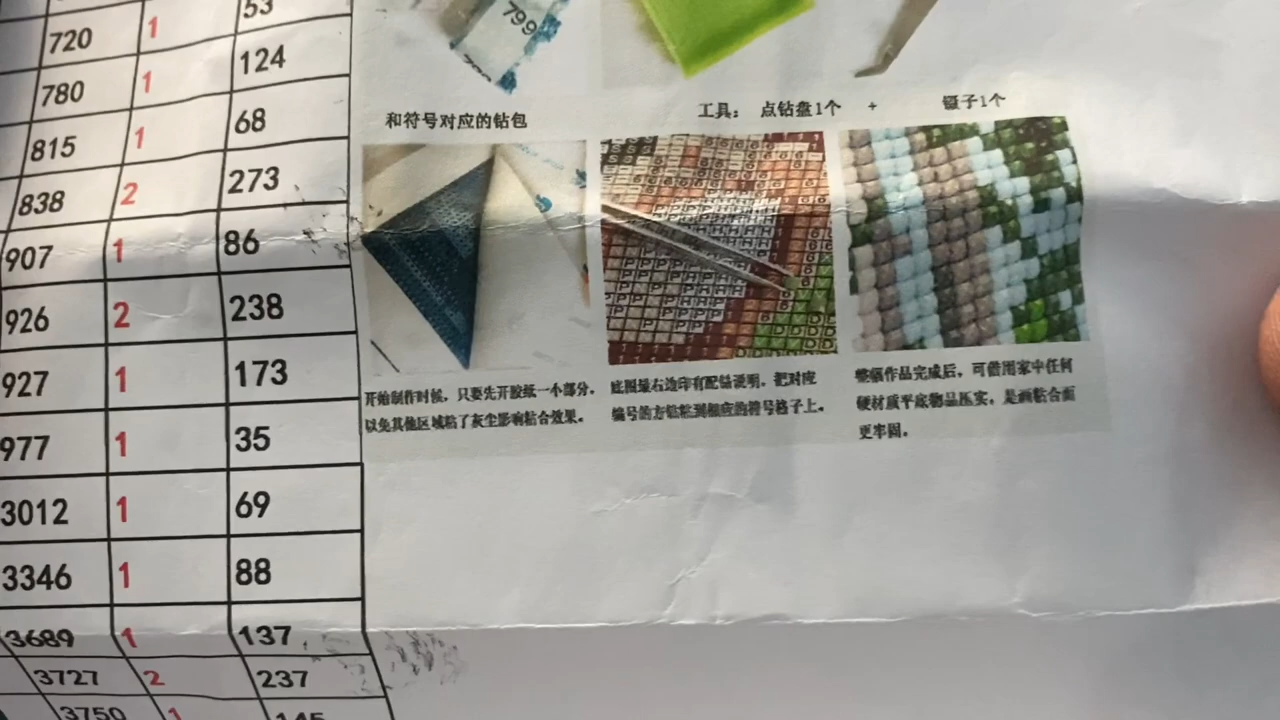 53
720 1
124
780 1
68
815 1
273
838 2
86
907 1
238
926 2
173
927 1
35
977 1
69
3012 1
88
3346 1
3689 1 137
3727 2 237
3750 1 145
799
和符号对应的钻包
工具： 点钻盘1个 + 镊子1个
开始制作时候，只要先开胶纸一小部分，
以免其他区域粘了灰尘影响粘合效果。
底图最右边印有配钻说明，把对应
编号的方钻粘到相应的符号格子上。
整幅作品完成后，可借用家中任何
硬材质平底物品压实，是画粘合面
更牢固。